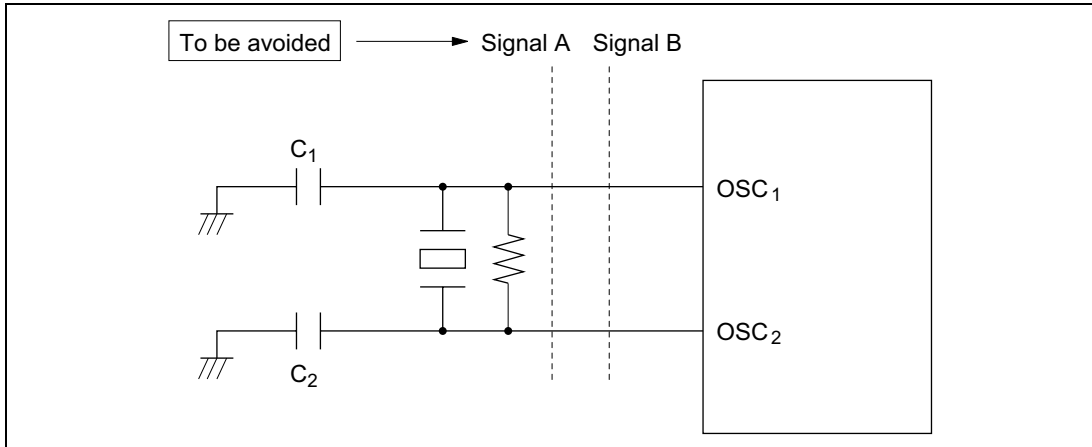 To be avoided
Signal A
Signal B
C1
OSC1
OSC2
C2